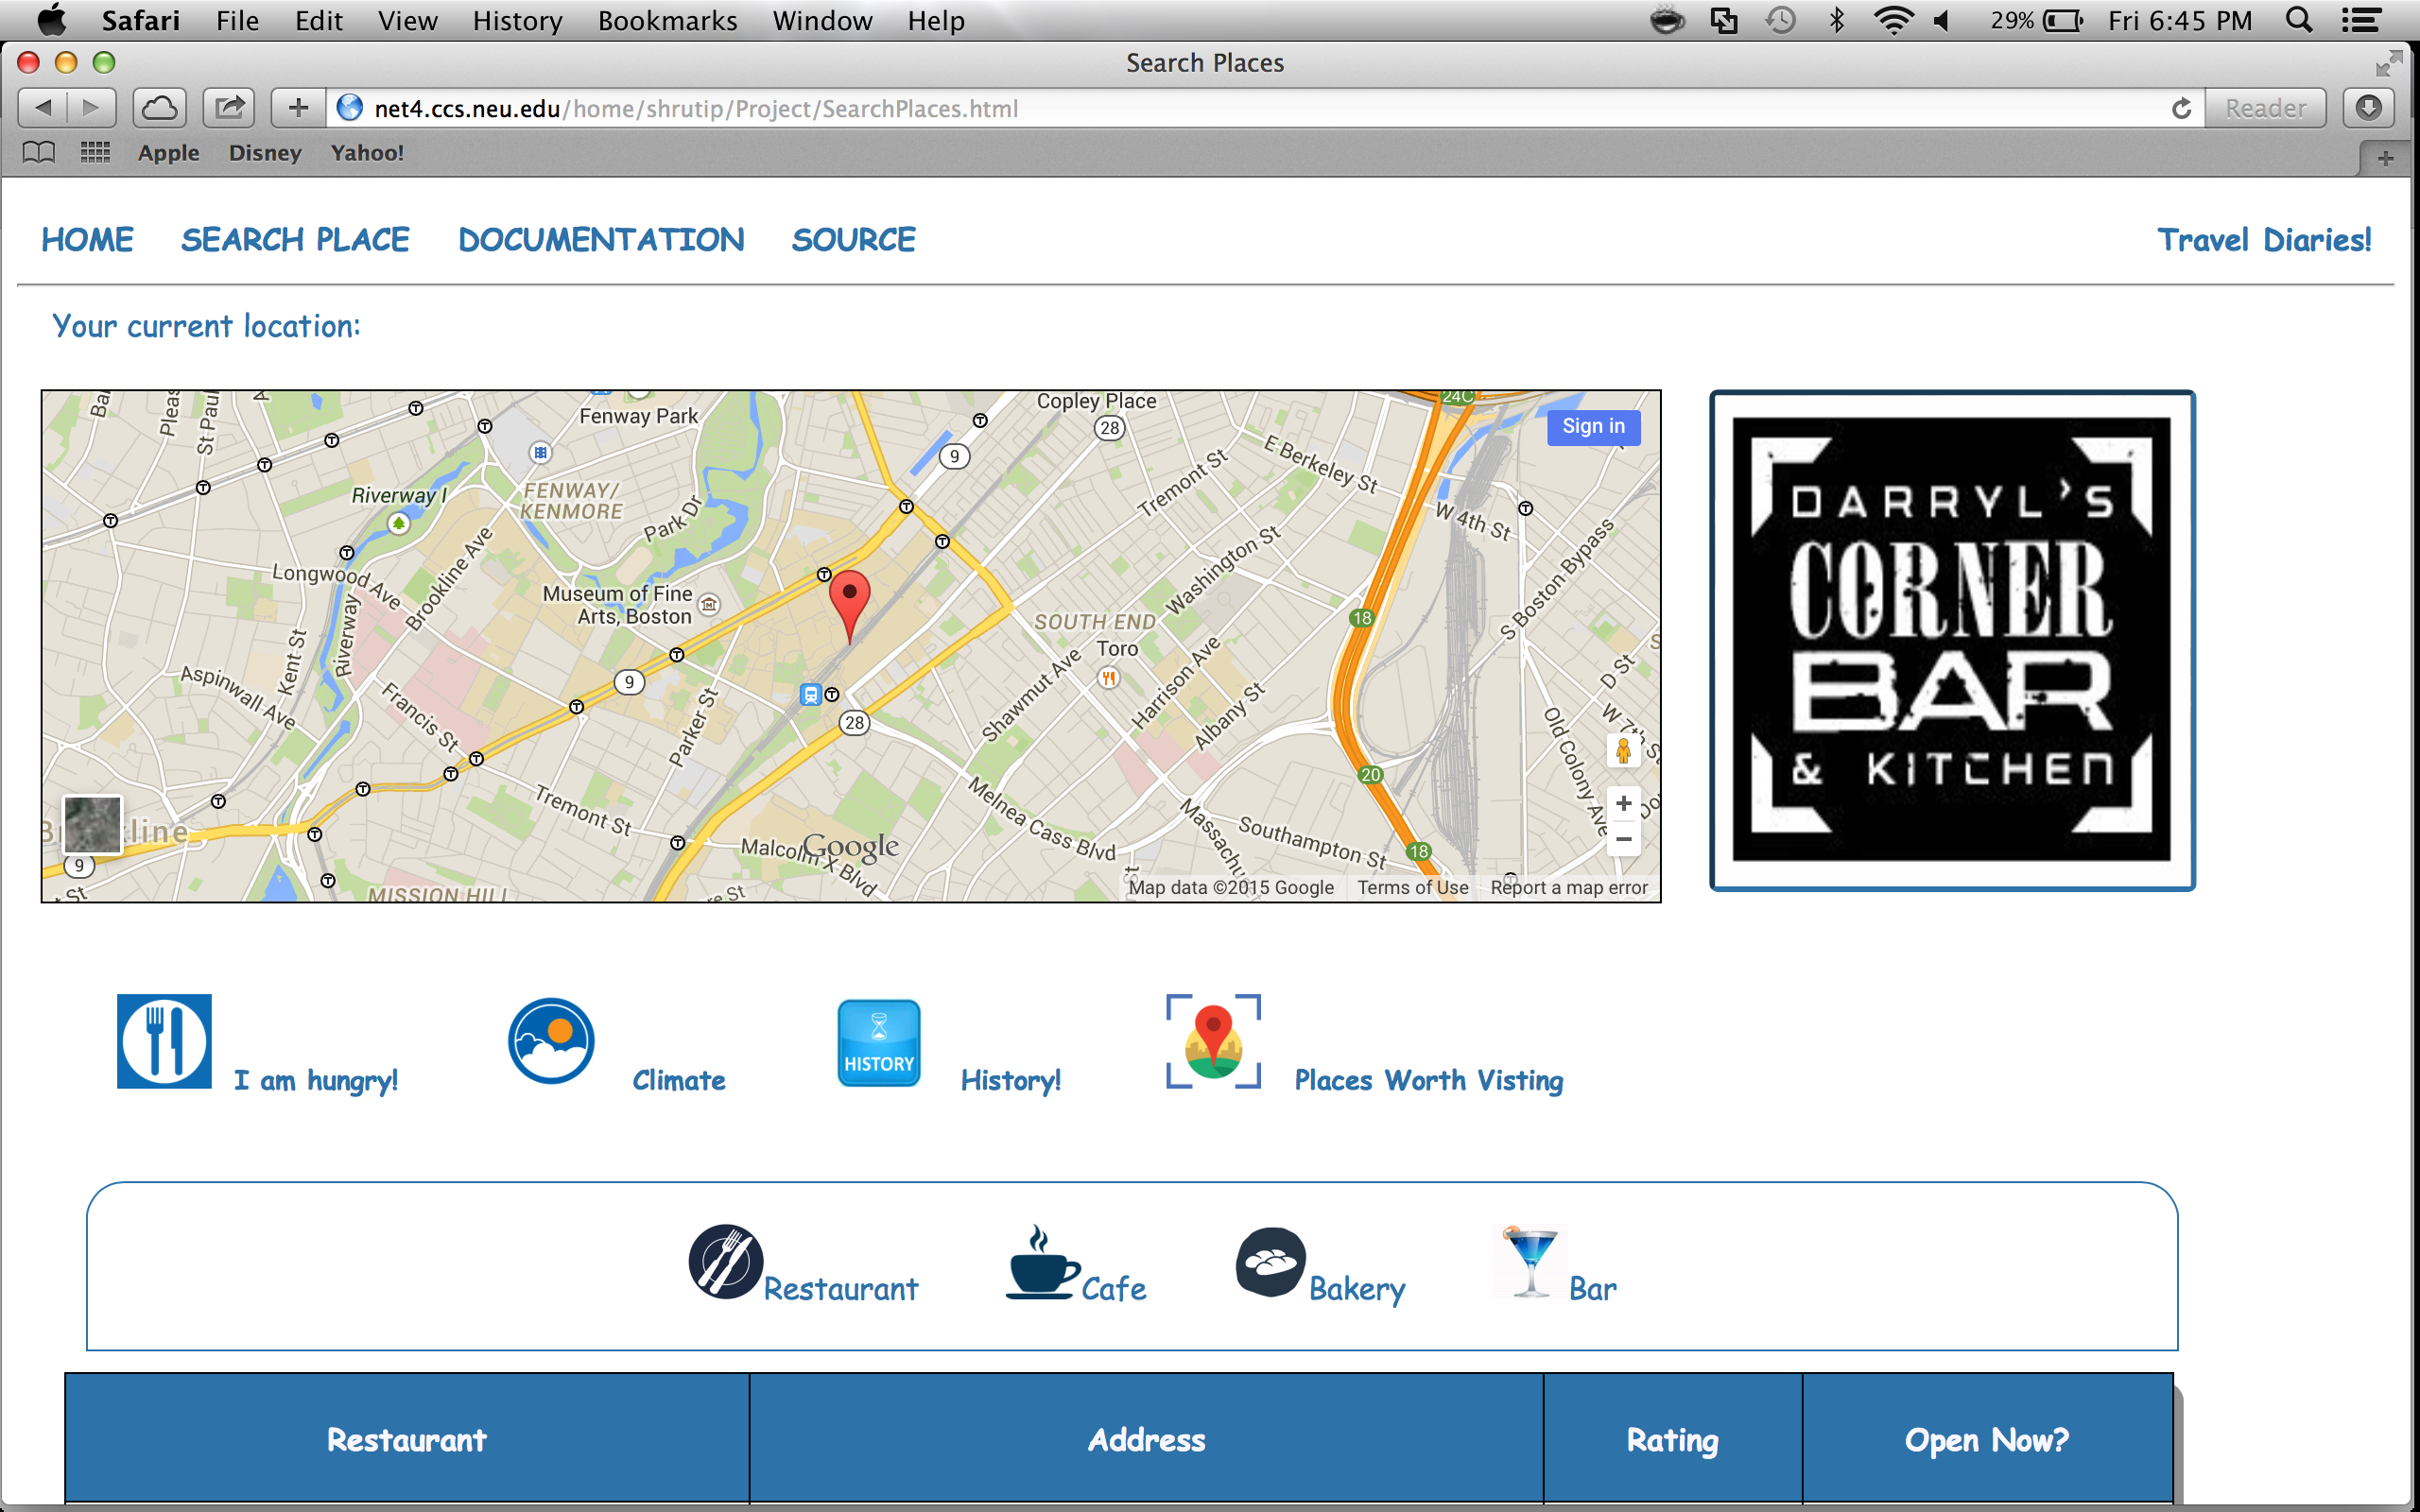 Safari File Edit View History Bookmarks Window Help 29% Fri 6:45 PM
Search Places
net4.ccs.neu.edu/home/shrutip/Project/SearchPlaces.html Reader
Apple Disney Yahoo!
HOME SEARCH PLACE DOCUMENTATION SOURCE Travel Diaries!
Your current location:
Fenway Park
Copley Place
28
24C
Sign in
9
St Paul
E Berkeley St
Tremont St
Riverway I
FENWAY/
KENMORE
Park Dr
W 4th St
S Boston Bypass
Longwood Ave
Brookline Ave
Washington St
Museum of Fine
Arts, Boston
SOUTH END
Toro
18
Riverway
Kent St
Aspinwall Ave
Francis St
9
Parker St
28
Shawmut Ave
Harrison Ave
Albany St
D St
W 7th St
Old Colony Ave
20
Tremont St
Melnea Cass Blvd
Southampton St
18
Malcolm X Blvd
Google
9
MISSION HILL
Map data ©2015 Google Terms of Use Report a map error
DARRYL'S
CORNER
BAR
& KITCHEN
HISTORY
I am hungry! Climate History! Places Worth Visting
Restaurant Cafe Bakery Bar
Restaurant Address Rating Open Now?